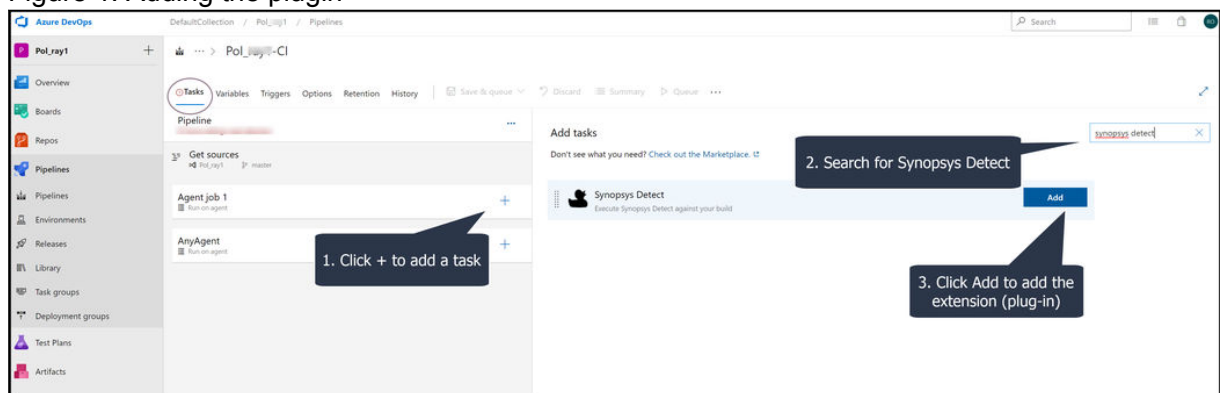 Figure 1. Adding the plugin
Azure DevOps
DefaultCollection / Pol_ 1 / Pipelines
Search
P Pol_ray1 +
··· > Pol_ -CI
Overview
Boards
Repos
Pipelines
Pipelines
Environments
Releases
Library
Task groups
Deployment groups
Test Plans
Artifacts
Tasks Variables Triggers Options Retention History Save & queue Discard Summary Queue ···
Pipeline ···
Get sources
Pol_ray1 master
Agent job 1 +
Run on agent
AnyAgent +
Run on agent
1. Click + to add a task
Add tasks
synopsys detect
Don't see what you need? Check out the Marketplace.
2. Search for Synopsys Detect
Synopsys Detect
Execute Synopsys Detect against your build
Add
3. Click Add to add the
extension (plug-in)